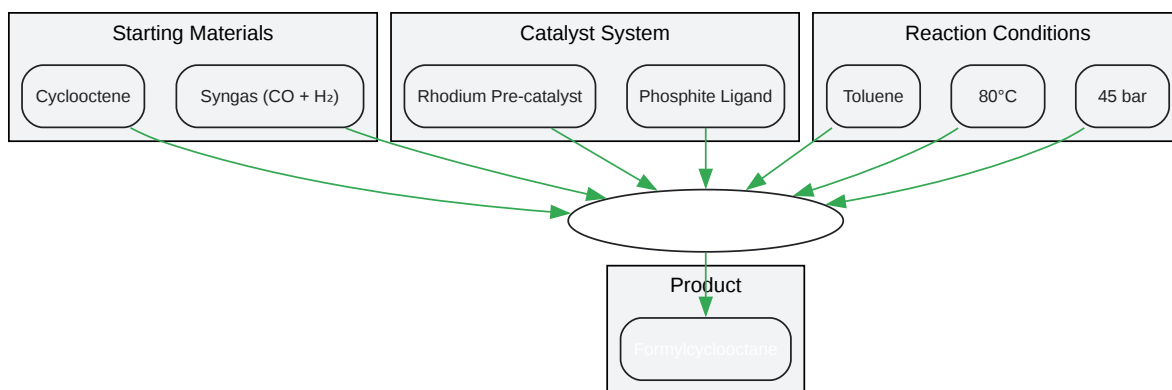 Starting Materials
Catalyst System
Reaction Conditions
Cyclooctene
Syngas (CO + H₂)
Rhodium Pre-catalyst
Phosphite Ligand
Toluene
80°C
45 bar
Product
Formylcyclooctane